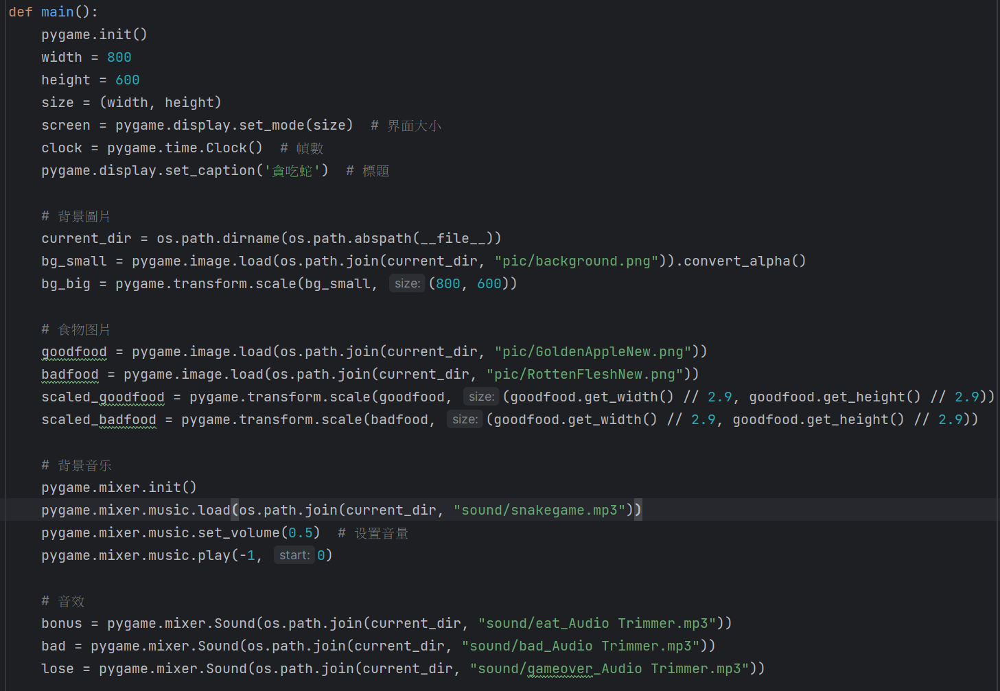 def main():
    pygame.init()
    width = 800
    height = 600
    size = (width, height)
    screen = pygame.display.set_mode(size)  # 界面大小
    clock = pygame.time.Clock()  # 幀數
    pygame.display.set_caption('貪吃蛇')  # 標題

    # 背景圖片
    current_dir = os.path.dirname(os.path.abspath(__file__))
    bg_small = pygame.image.load(os.path.join(current_dir, "pic/background.png")).convert_alpha()
    bg_big = pygame.transform.scale(bg_small, size: (800, 600))

    # 食物图片
    goodfood = pygame.image.load(os.path.join(current_dir, "pic/GoldenAppleNew.png"))
    badfood = pygame.image.load(os.path.join(current_dir, "pic/RottenFleshNew.png"))
    scaled_goodfood = pygame.transform.scale(goodfood, size: (goodfood.get_width() // 2.9, goodfood.get_height() // 2.9))
    scaled_badfood = pygame.transform.scale(badfood, size: (goodfood.get_width() // 2.9, goodfood.get_height() // 2.9))

    # 背景音乐
    pygame.mixer.init()
    pygame.mixer.music.load(os.path.join(current_dir, "sound/snakegame.mp3"))
    pygame.mixer.music.set_volume(0.5)  # 设置音量
    pygame.mixer.music.play(-1, start: 0)

    # 音效
    bonus = pygame.mixer.Sound(os.path.join(current_dir, "sound/eat_Audio Trimmer.mp3"))
    bad = pygame.mixer.Sound(os.path.join(current_dir, "sound/bad_Audio Trimmer.mp3"))
    lose = pygame.mixer.Sound(os.path.join(current_dir, "sound/gameover_Audio Trimmer.mp3"))